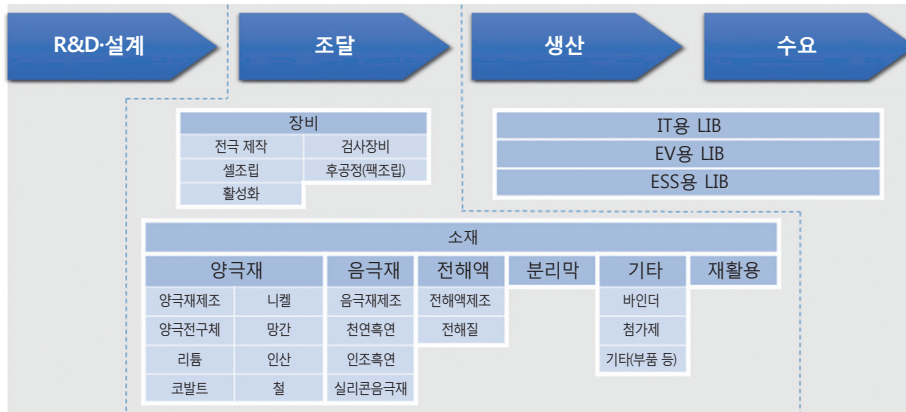 R&D·설계 조달 생산 수요
장비
전극 제작 검사장비
셀조립 후공정(팩조립)
활성화
IT용 LIB
EV용 LIB
ESS용 LIB
소재
양극재 음극재 전해액 분리막 기타 재활용
양극재제조 니켈 음극재제조 전해액제조 바인더
양극전구체 망간 천연흑연 전해질 첨가제
리튬 인산 인조흑연 기타(부품 등)
코발트 철 실리콘음극재